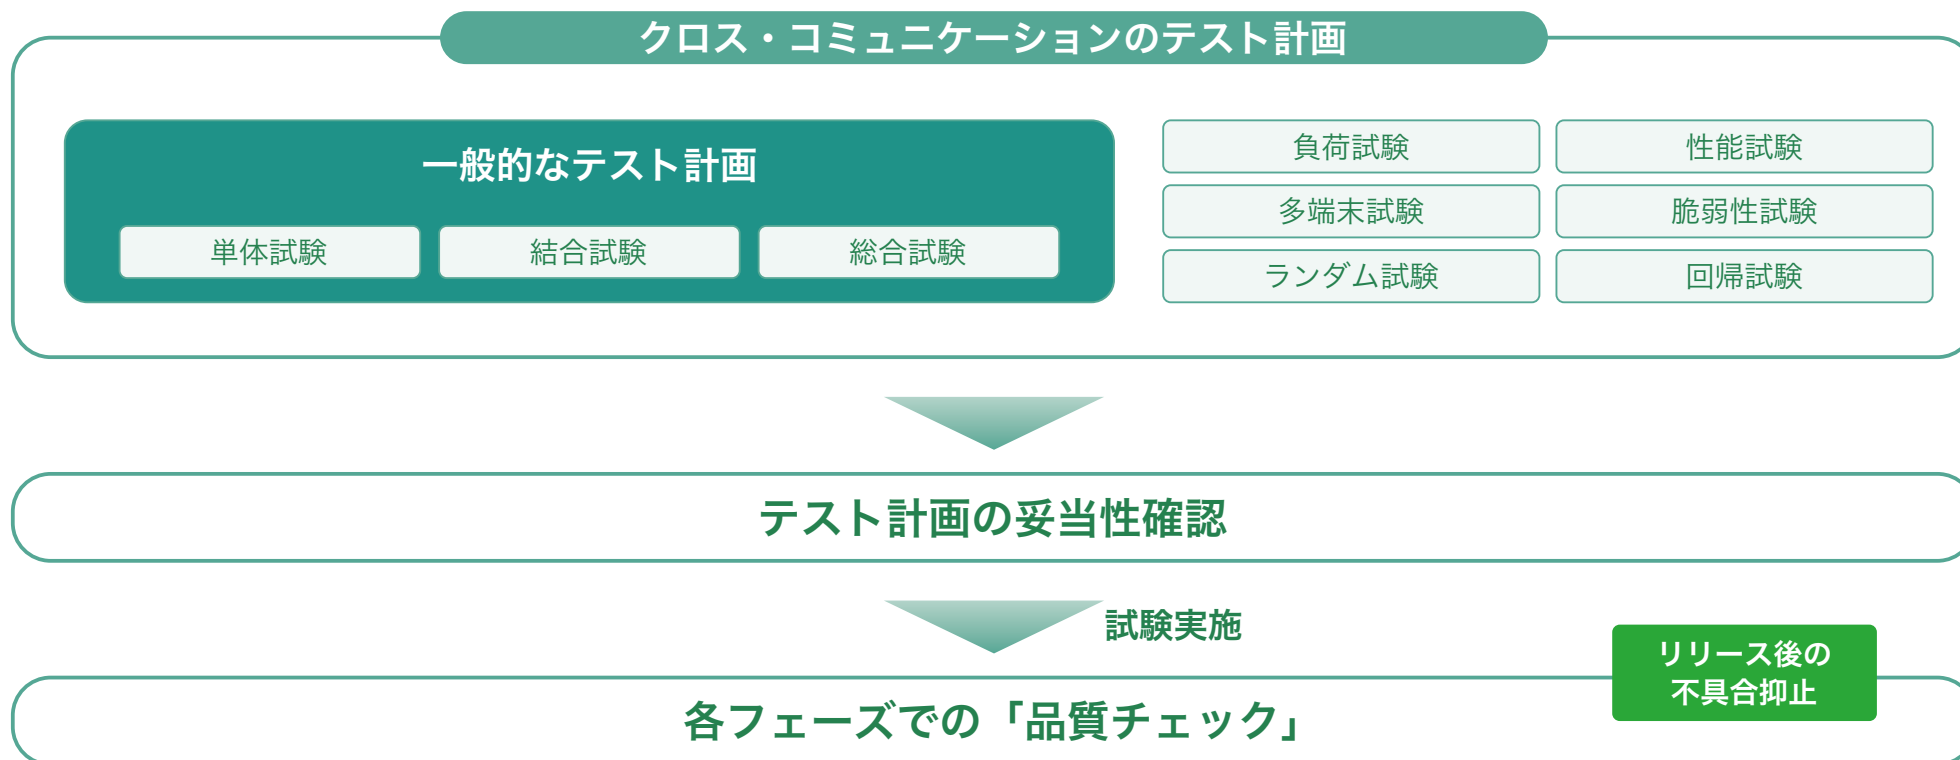 クロス・コミュニケーションのテスト計画
一般的なテスト計画
単体試験
結合試験
総合試験
負荷試験
性能試験
多端末試験
脆弱性試験
ランダム試験
回帰試験
テスト計画の妥当性確認
試験実施
リリース後の
不具合抑止
各フェーズでの「品質チェック」